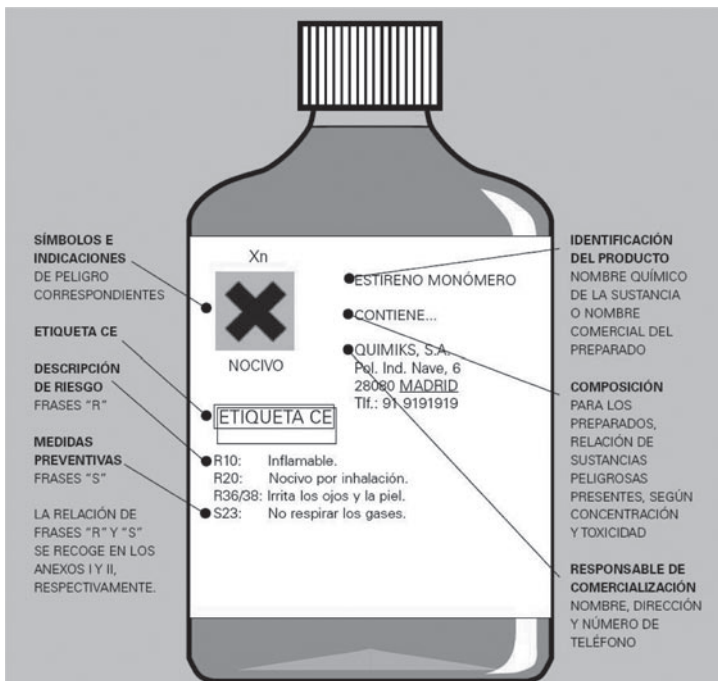 SÍMBOLOS E
INDICACIONES
DE PELIGRO
CORRESPONDIENTES
ETIQUETA CE
DESCRIPCIÓN
DE RIESGO
FRASES "R"
MEDIDAS
PREVENTIVAS
FRASES "S"
LA RELACIÓN DE
FRASES "R" Y "S"
SE RECOGE EN LOS
ANEXOS I Y II,
RESPECTIVAMENTE.
Xn
NOCIVO
ESTIRENO MONÓMERO
CONTIENE...
QUIMIKS, S.A.
Pol. Ind. Nave, 6
28080 MADRID
Tlf.: 91 9191919
ETIQUETA CE
R10: Inflamable.
R20: Nocivo por inhalación.
R36/38: Irrita los ojos y la piel.
S23: No respirar los gases.
IDENTIFICACIÓN
DEL PRODUCTO
NOMBRE QUÍMICO
DE LA SUSTANCIA
O NOMBRE
COMERCIAL DEL
PREPARADO
COMPOSICIÓN
PARA LOS
PREPARADOS,
RELACIÓN DE
SUSTANCIAS
PELIGROSAS
PRESENTES, SEGÚN
CONCENTRACIÓN
Y TOXICIDAD
RESPONSABLE DE
COMERCIALIZACIÓN
NOMBRE, DIRECCIÓN
Y NÚMERO DE
TELÉFONO